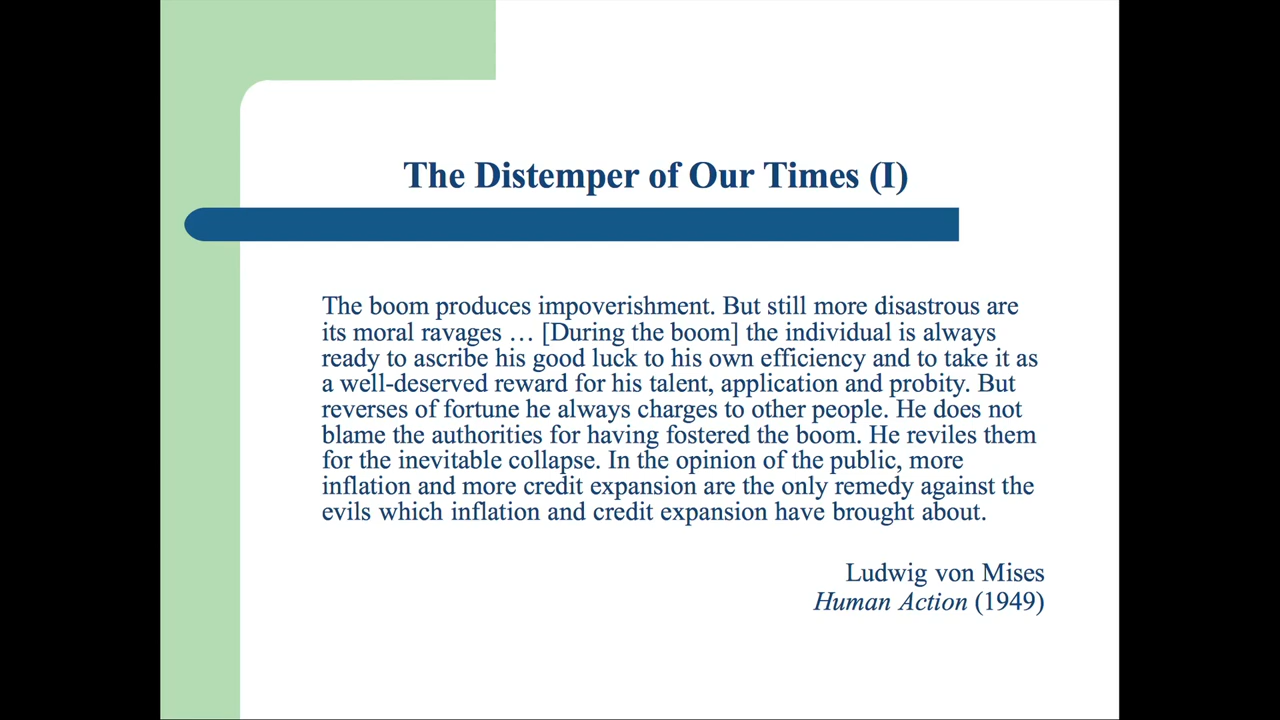 The Distemper of Our Times (I)
The boom produces impoverishment. But still more disastrous are
its moral ravages … [During the boom] the individual is always
ready to ascribe his good luck to his own efficiency and to take it as
a well-deserved reward for his talent, application and probity. But
reverses of fortune he always charges to other people. He does not
blame the authorities for having fostered the boom. He reviles them
for the inevitable collapse. In the opinion of the public, more
inflation and more credit expansion are the only remedy against the
evils which inflation and credit expansion have brought about.
Ludwig von Mises
Human Action (1949)